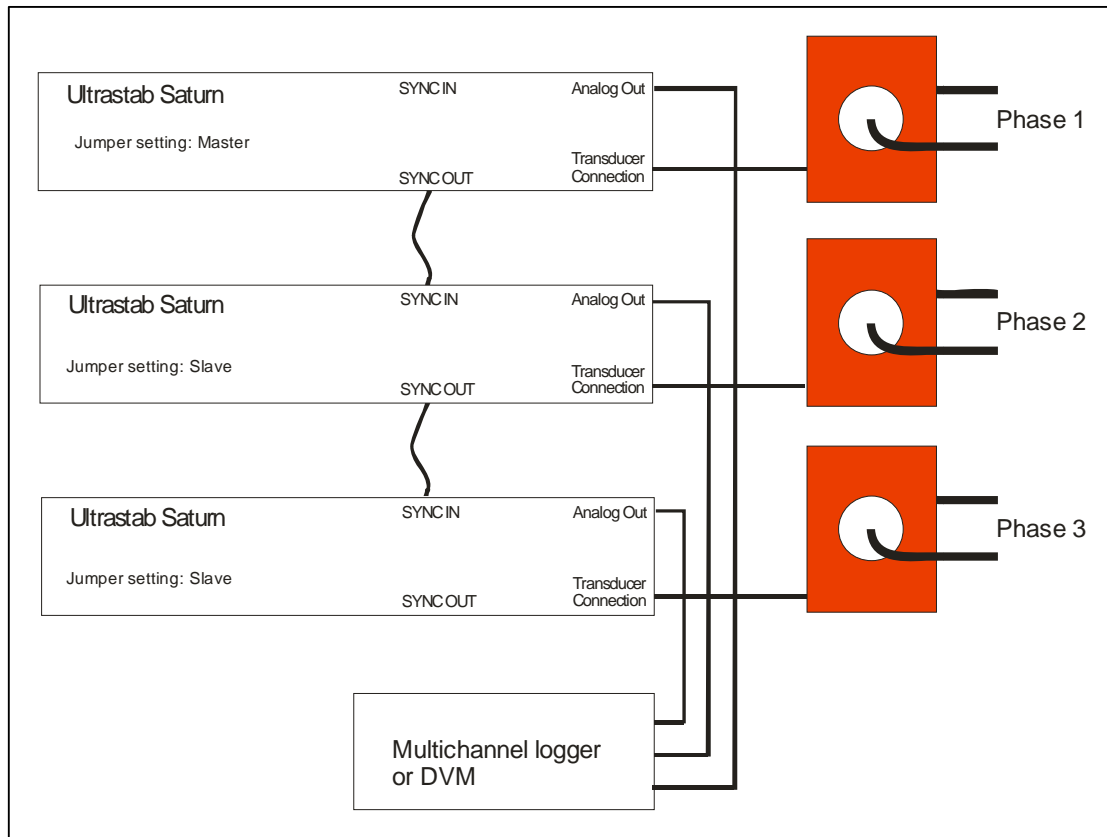 Ultrastab Saturn
Jumper setting: Master
SYNC IN
SYNC OUT
Analog Out
Transducer
Connection
Phase 1
Ultrastab Saturn
Jumper setting: Slave
SYNC IN
SYNC OUT
Analog Out
Transducer
Connection
Phase 2
Ultrastab Saturn
Jumper setting: Slave
SYNC IN
SYNC OUT
Analog Out
Transducer
Connection
Phase 3
Multichannel logger
or DVM